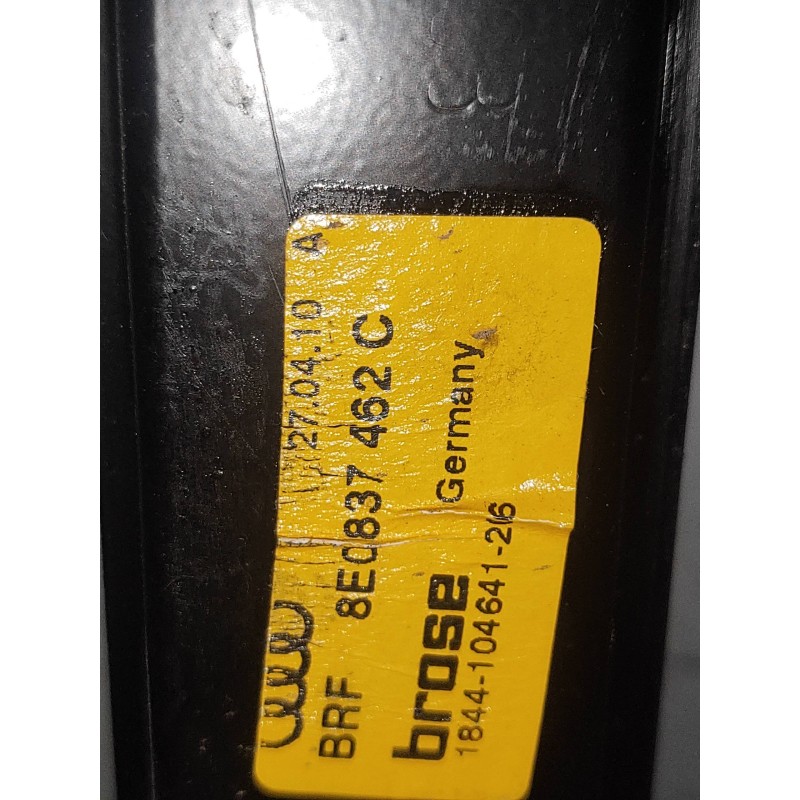 27.04.10 A
BRF 8E0837 462 C
brose Germany
1844-104641-216